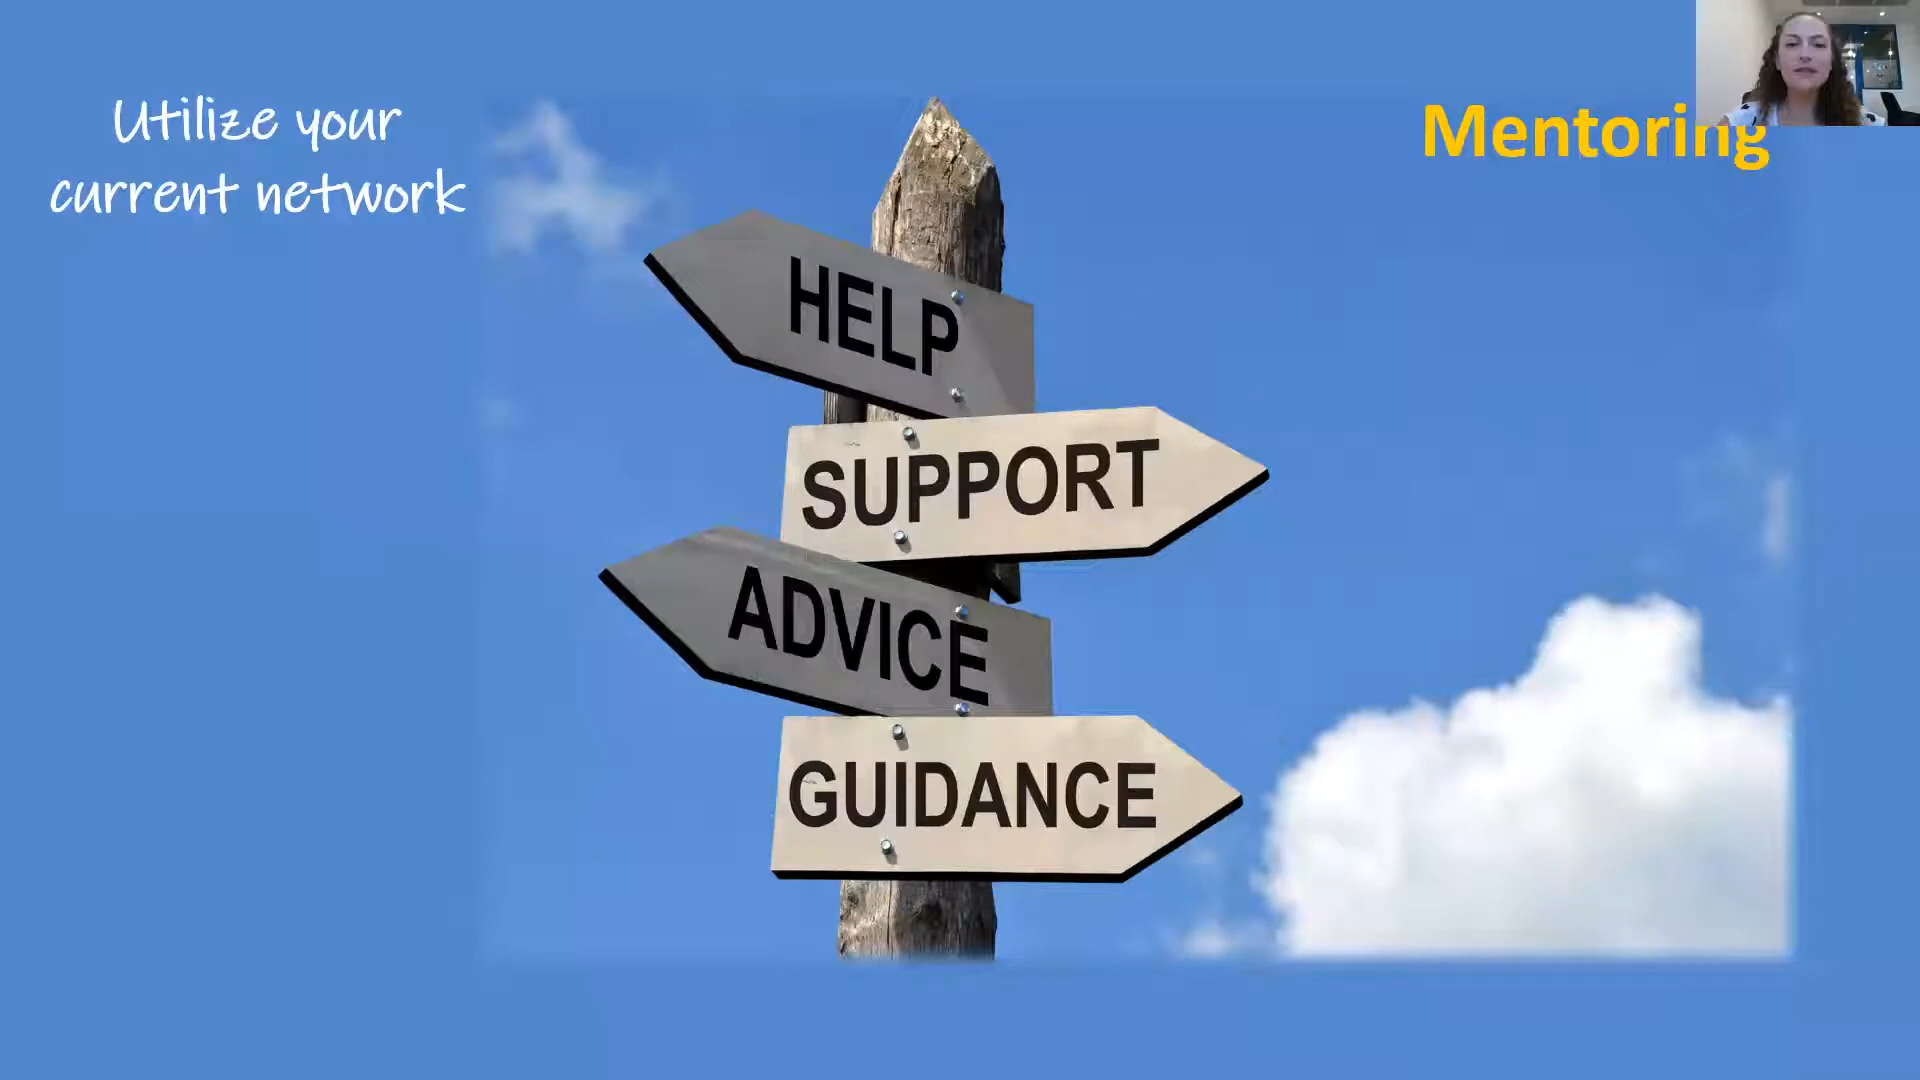 Utilize your
current network
Mentoring
HELP
SUPPORT
ADVICE
GUIDANCE